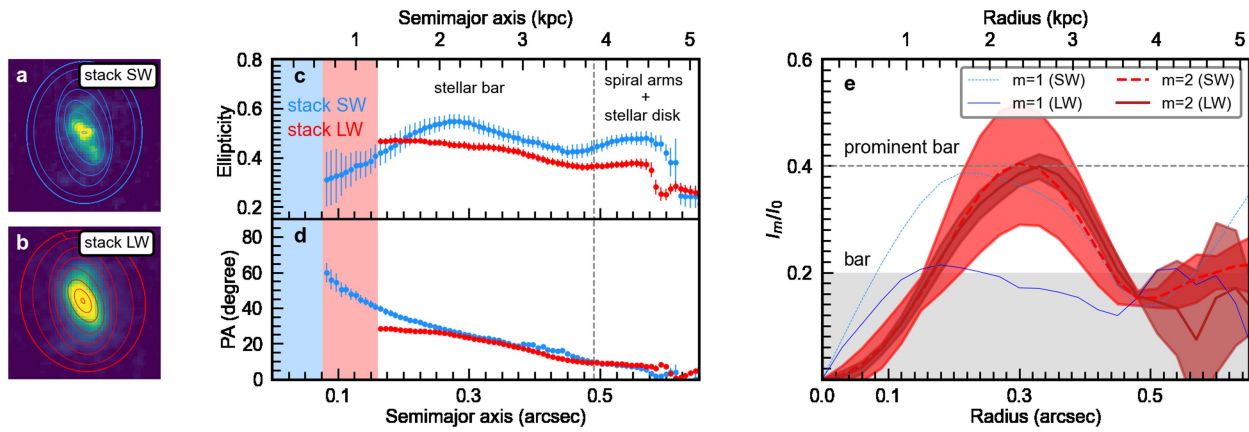 a
stack SW
b
stack LW
Semimajor axis (kpc)
1 2 3 4 5
0.8
0.6
0.4
0.2
Ellipticity
c
stack SW
stack LW
stellar bar
spiral arms
+
stellar disk
d
80
60
40
20
0
PA (degree)
0.1 0.3 0.5
Semimajor axis (arcsec)
Radius (kpc)
1 2 3 4 5
e
m=1 (SW)
m=1 (LW)
m=2 (SW)
m=2 (LW)
prominent bar
bar
0.6
0.4
0.2
0
Im/I0
0.0 0.1 0.3 0.5
Radius (arcsec)